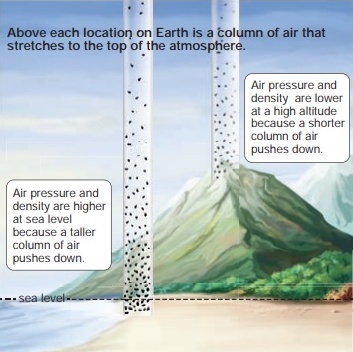 Above each location on Earth is a column of air that
stretches to the top of the atmosphere.
Air pressure and
density are lower
at a high altitude
because a shorter
column of air
pushes down.
Air pressure and
density are higher
at sea level
because a taller
column of air
pushes down.
sea level